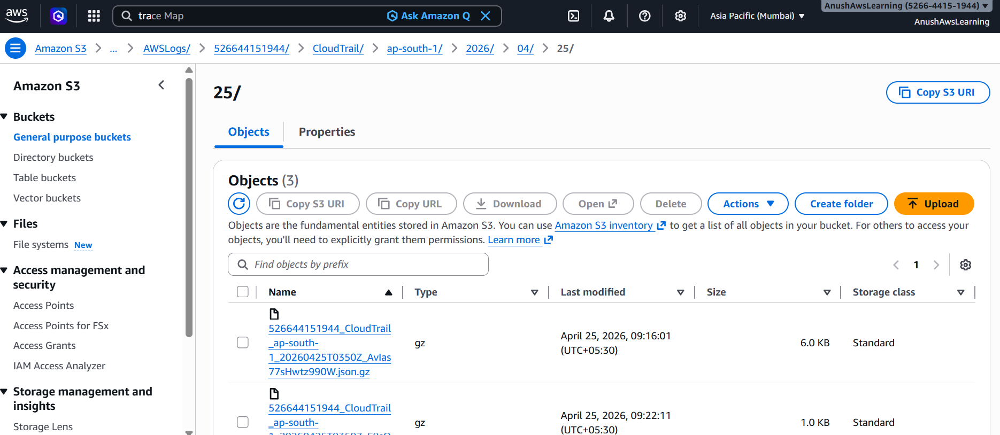 aws
trace Map
Ask Amazon Q
Asia Pacific (Mumbai)
AnushAwsLearning (5266-4415-1944)
AnushAwsLearning
Amazon S3
...
AWSLogs/
526644151944/
CloudTrail/
ap-south-1/
2026/
04/
25/
Amazon S3
Buckets
General purpose buckets
Directory buckets
Table buckets
Vector buckets
Files
File systems New
Access management and
security
Access Points
Access Points for FSx
Access Grants
IAM Access Analyzer
Storage management and
insights
Storage Lens
25/
Copy S3 URI
Objects
Properties
Objects (3)
Copy S3 URI
Copy URL
Download
Open
Delete
Actions
Create folder
Upload
Objects are the fundamental entities stored in Amazon S3. You can use Amazon S3 inventory to get a list of all objects in your bucket. For others to access your
objects, you'll need to explicitly grant them permissions. Learn more
Find objects by prefix
1
Name
Type
Last modified
Size
Storage class
526644151944_CloudTrail
_ap-south-
1_20260425T0350Z_AvIas
77sHwtz990W.json.gz
gz
April 25, 2026, 09:16:01
(UTC+05:30)
6.0 KB
Standard
526644151944_CloudTrail
_ap-south-
gz
April 25, 2026, 09:22:11
(UTC+05:30)
1.0 KB
Standard